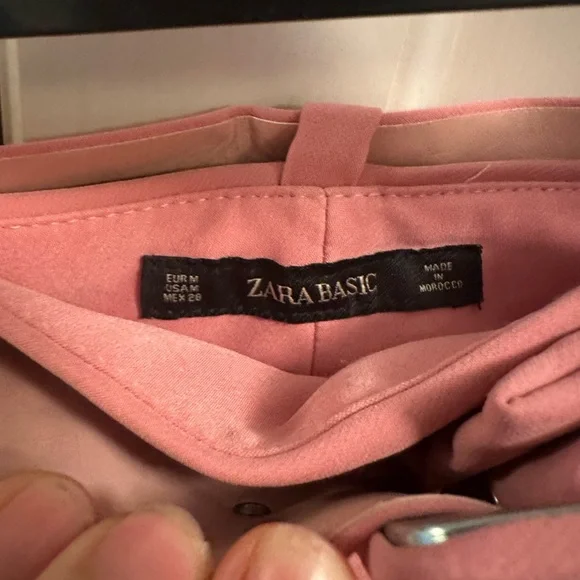 EUR M
USA M
MEX 28
ZARA BASIC
MADE
IN
MOROCCO